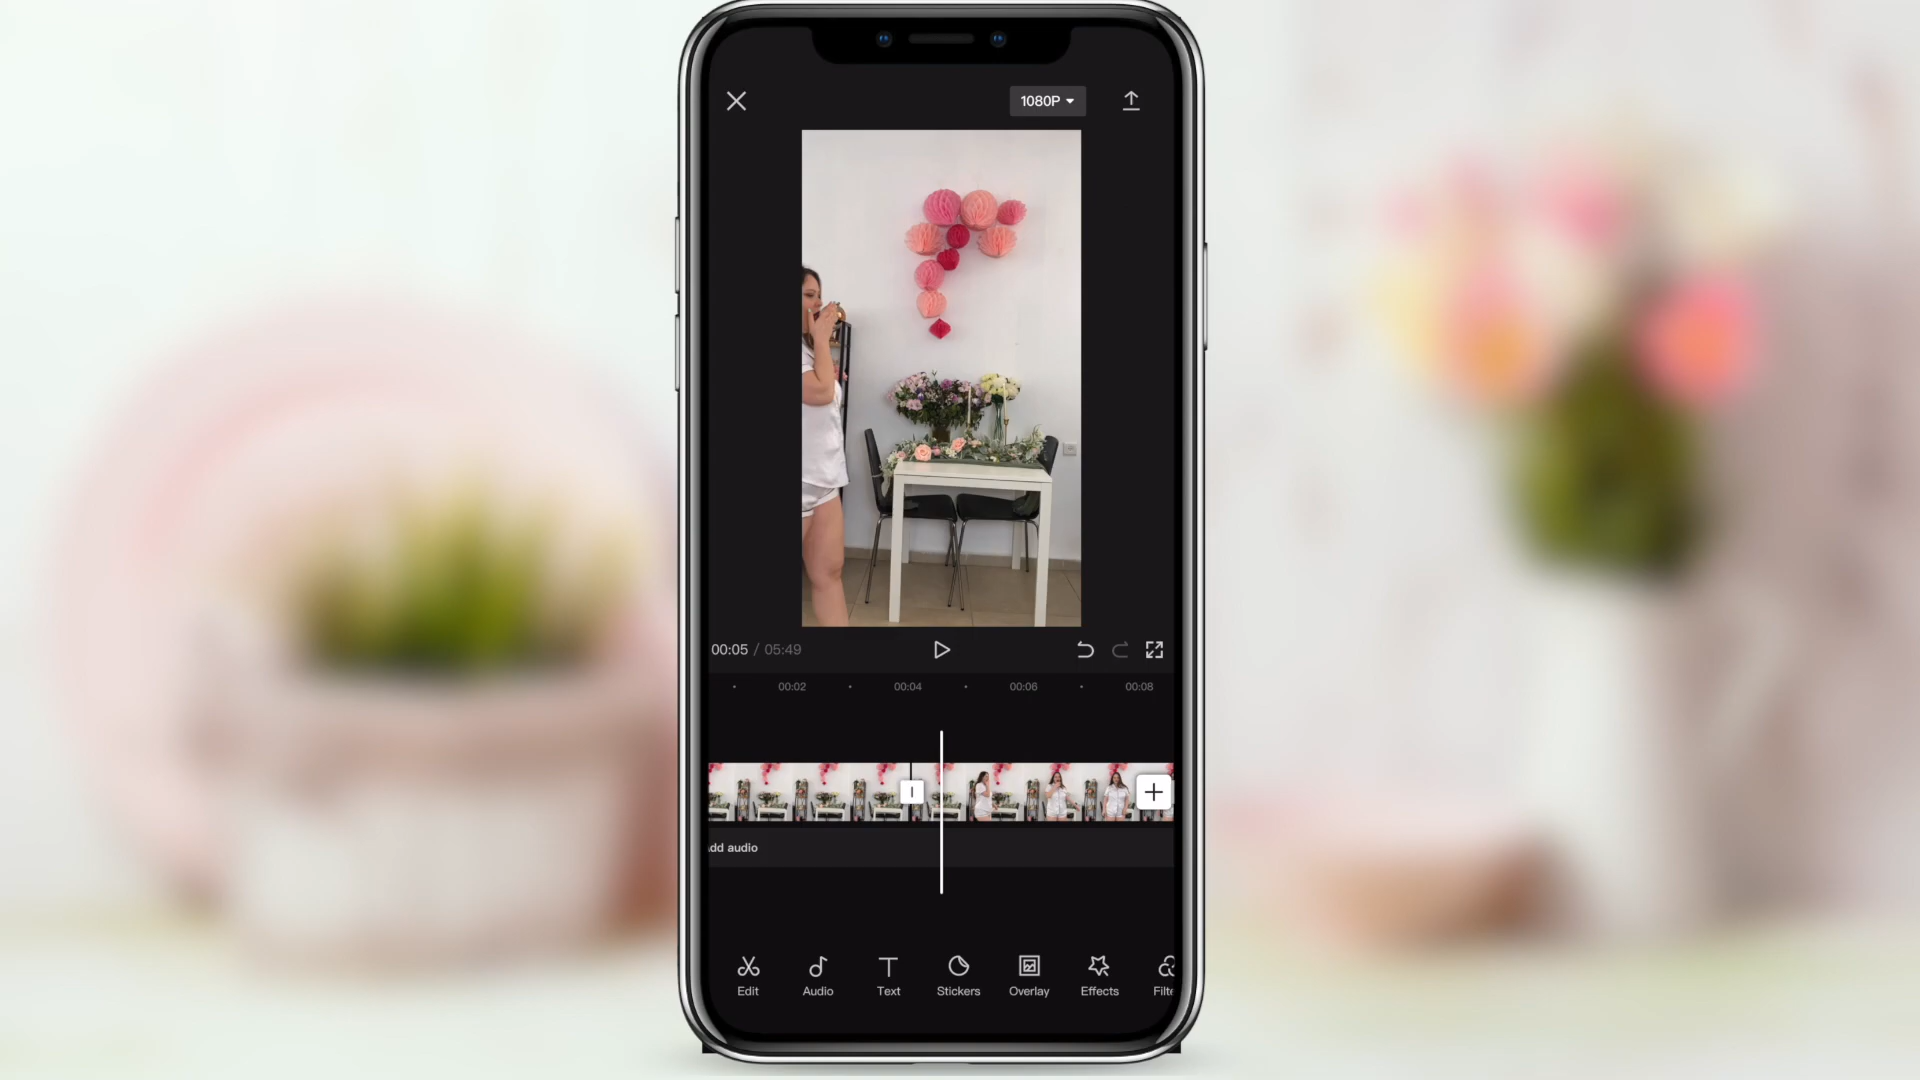 1080P
00:05 / 05:49
00:02 00:04 00:06 00:08
dd audio
Edit Audio Text Stickers Overlay Effects Filte